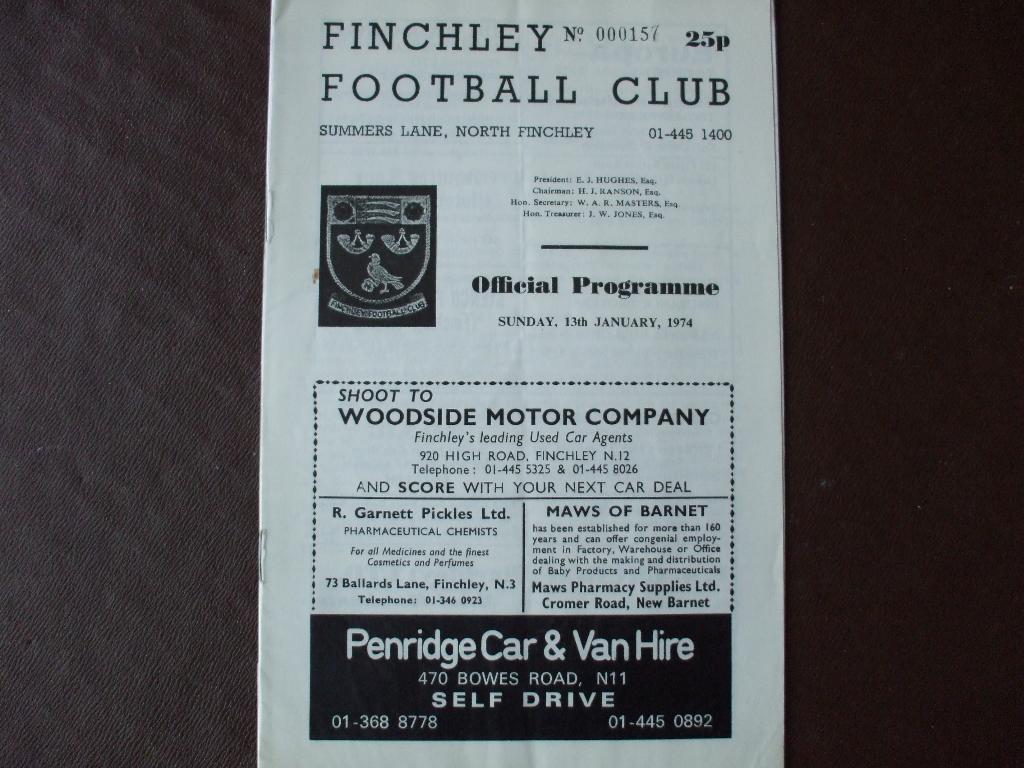 FINCHLEY Nº 000157 25p
FOOTBALL CLUB
SUMMERS LANE, NORTH FINCHLEY 01-445 1400
President: E. J. HUGHES, Esq.
Chairman: H. J. RANSON, Esq.
Hon. Secretary: W. A. R. MASTERS, Esq.
Hon. Treasurer: J. W. JONES, Esq.
FINCHLEY FOOTBALL CLUB
Official Programme
SUNDAY, 13th JANUARY, 1974
SHOOT TO
WOODSIDE MOTOR COMPANY
Finchley's leading Used Car Agents
920 HIGH ROAD, FINCHLEY N.12
Telephone: 01-445 5325 & 01-445 8026
AND SCORE WITH YOUR NEXT CAR DEAL
R. Garnett Pickles Ltd.
PHARMACEUTICAL CHEMISTS
For all Medicines and the finest
Cosmetics and Perfumes
73 Ballards Lane, Finchley, N.3
Telephone: 01-346 0923
MAWS OF BARNET
has been established for more than 160
years and can offer congenial employ-
ment in Factory, Warehouse or Office
dealing with the making and distribution
of Baby Products and Pharmaceuticals
Maws Pharmacy Supplies Ltd.
Cromer Road, New Barnet
Penridge Car & Van Hire
470 BOWES ROAD, N11
SELF DRIVE
01-368 8778 01-445 0892